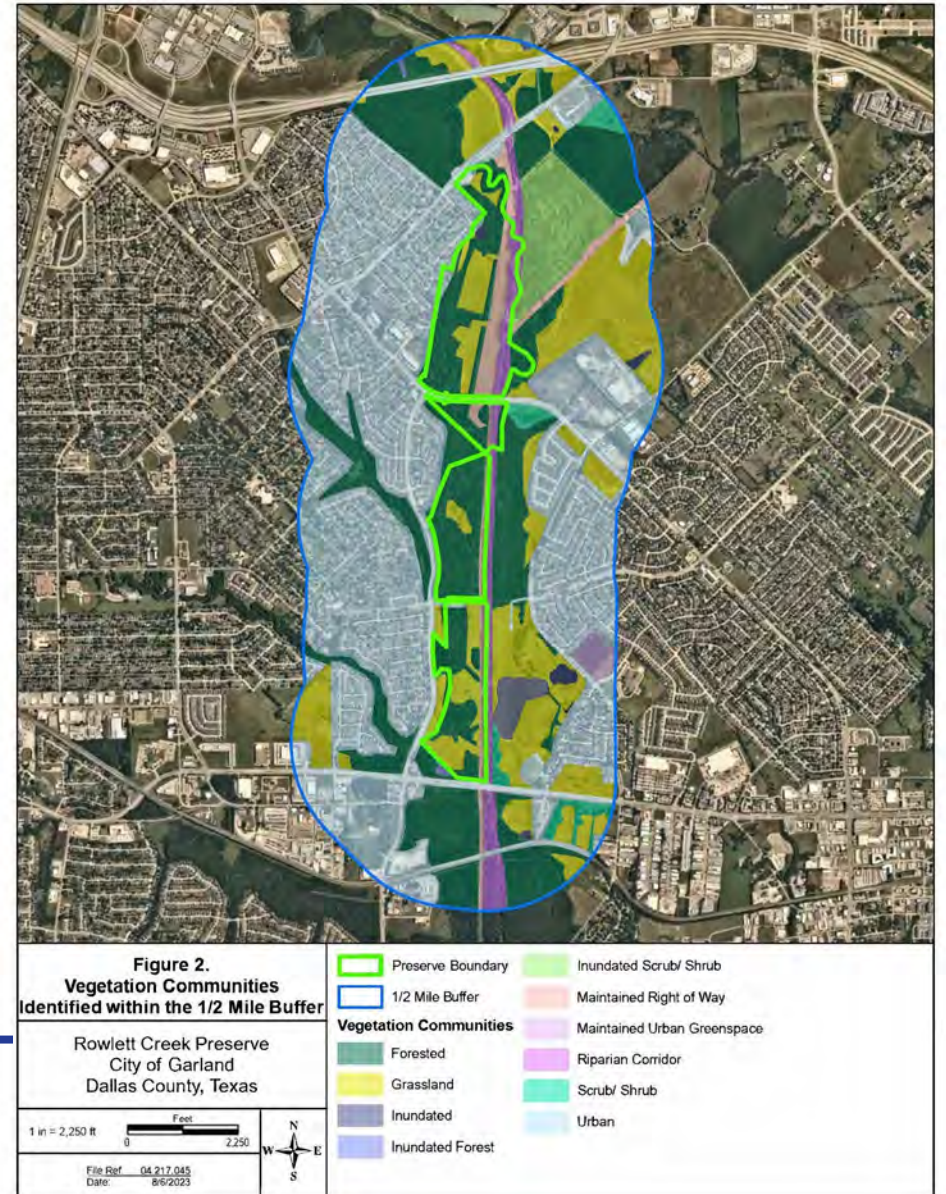 Figure 2.
Vegetation Communities
Identified within the 1/2 Mile Buffer
Rowlett Creek Preserve
City of Garland
Dallas County, Texas
1 in = 2,250 ft
Feet
0 2,250
File Ref 04.217.045
Date: 8/6/2023
N
W E
S
Preserve Boundary
1/2 Mile Buffer
Vegetation Communities
Forested
Grassland
Inundated
Inundated Forest
Inundated Scrub/ Shrub
Maintained Right of Way
Maintained Urban Greenspace
Riparian Corridor
Scrub/ Shrub
Urban